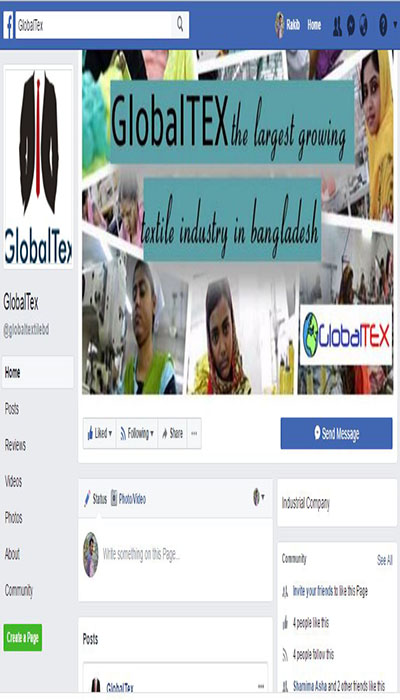 GlobalTex
Rakib
Home
GlobalTEX the largest growing
textile industry in bangladesh
GlobalTEX
GlobalTex
GlobalTex
@globaltextilebd
Home
Posts
Reviews
Videos
Photos
About
Community
Create a Page
Liked
Following
Share
Send Message
Status
Photo/Video
Write something on this Page...
Industrial Company
Community
See All
Invite your friends to like this Page
4 people like this
4 people follow this
Shamima Asha and 2 other friends like this
Posts
GlobalTex